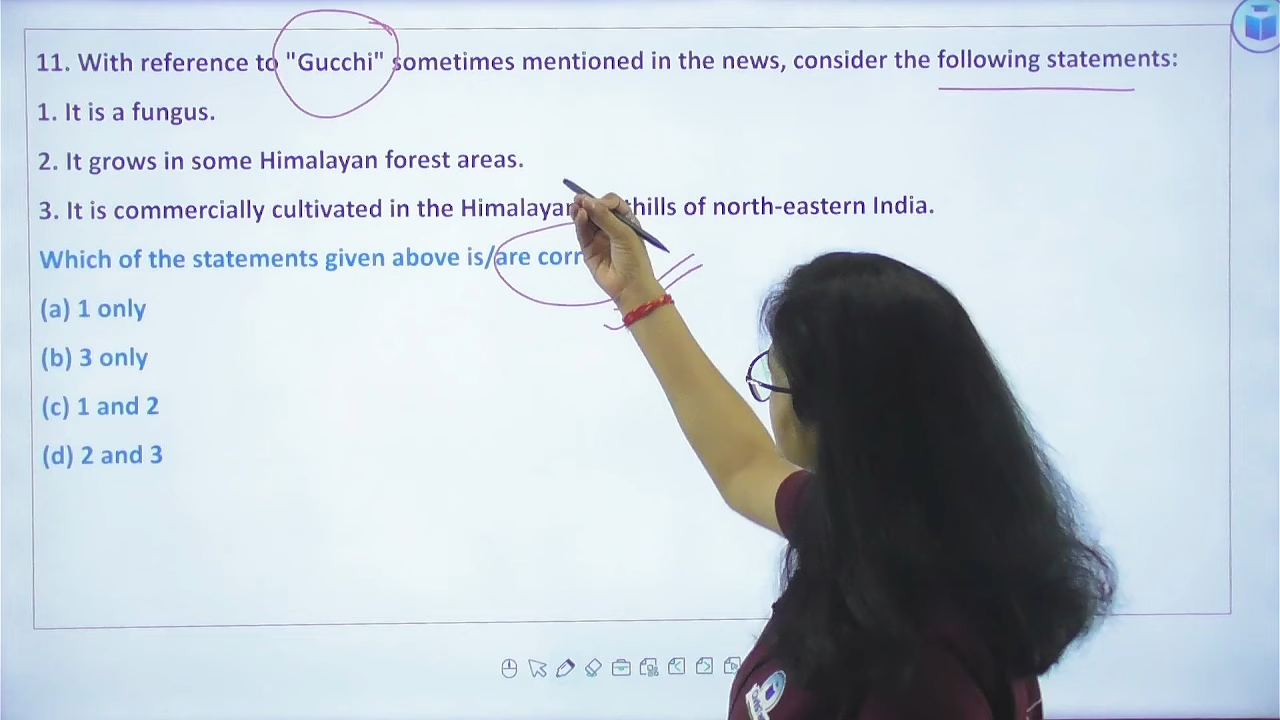 11. With reference to "Gucchi" sometimes mentioned in the news, consider the following statements:
1. It is a fungus.
2. It grows in some Himalayan forest areas.
3. It is commercially cultivated in the Himalayan hills of north-eastern India.
Which of the statements given above is/are corr
(a) 1 only
(b) 3 only
(c) 1 and 2
(d) 2 and 3